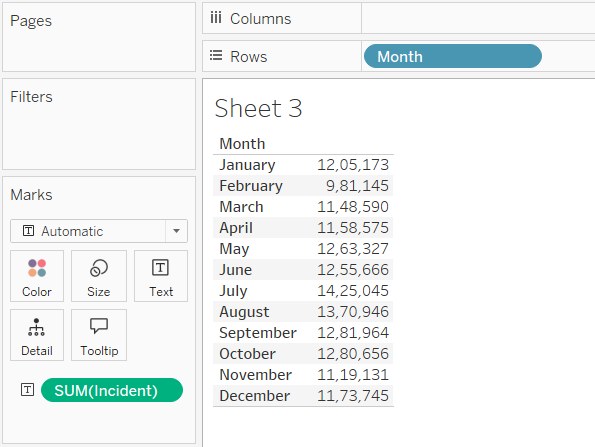 Pages
Columns
Rows
Month
Filters
Marks
Automatic
Color
Size
Text
Detail
Tooltip
SUM(Incident)
Sheet 3
Month
January 12,05,173
February 9,81,145
March 11,48,590
April 11,58,575
May 12,63,327
June 12,55,666
July 14,25,045
August 13,70,946
September 12,81,964
October 12,80,656
November 11,19,131
December 11,73,745